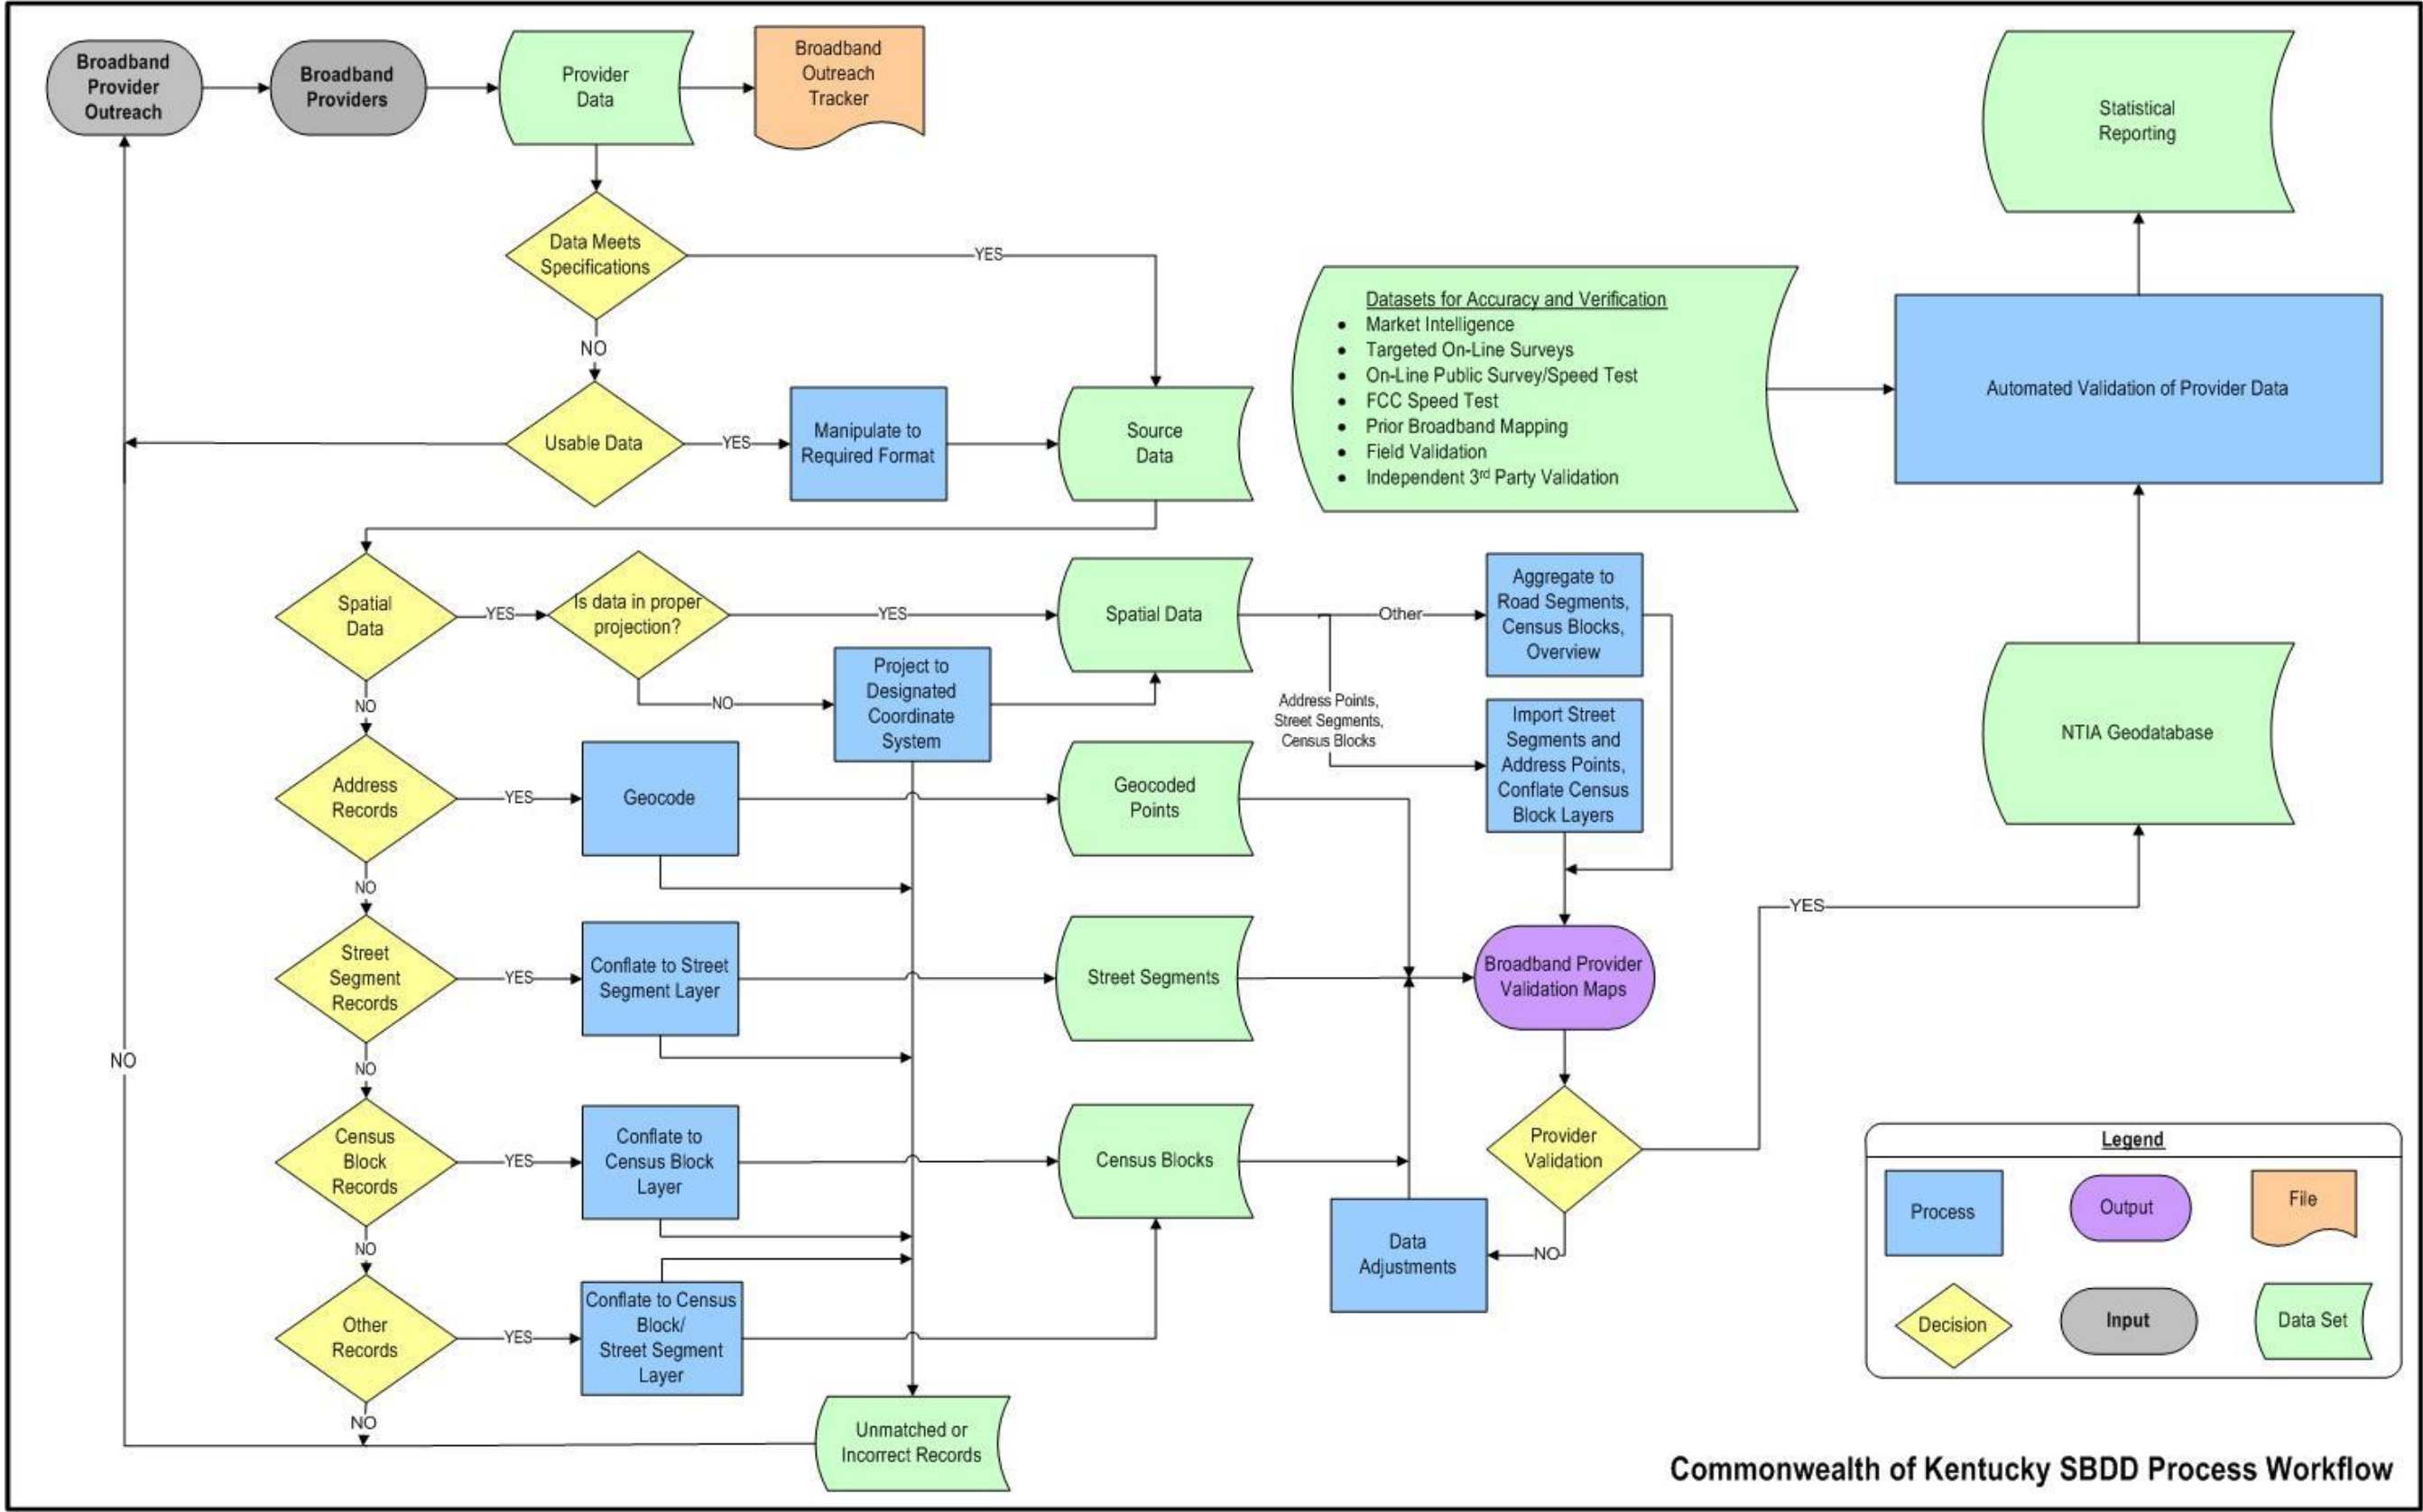 Broadband
Provider
Outreach
Broadband
Providers
Provider
Data
Broadband
Outreach
Tracker
Statistical
Reporting
Data Meets
Specifications
YES
NO
Datasets for Accuracy and Verification
• Market Intelligence
• Targeted On-Line Surveys
• On-Line Public Survey/Speed Test
• FCC Speed Test
• Prior Broadband Mapping
• Field Validation
• Independent 3rd Party Validation
Automated Validation of Provider Data
Usable Data
YES
Manipulate to
Required Format
Source
Data
Spatial
Data
YES
Is data in proper
projection?
YES
Spatial Data
Other
Aggregate to
Road Segments,
Census Blocks,
Overview
NO
NO
Project to
Designated
Coordinate
System
Address Points,
Street Segments,
Census Blocks
Import Street
Segments and
Address Points,
Conflate Census
Block Layers
NTIA Geodatabase
Address
Records
YES
Geocode
Geocoded
Points
NO
YES
Street
Segment
Records
YES
Conflate to Street
Segment Layer
Street Segments
Broadband Provider
Validation Maps
NO
NO
Census
Block
Records
YES
Conflate to
Census Block
Layer
Census Blocks
Provider
Validation
NO
NO
Data
Adjustments
Other
Records
YES
Conflate to Census
Block/
Street Segment
Layer
NO
Unmatched or
Incorrect Records
Legend
Process
Output
File
Decision
Input
Data Set
Commonwealth of Kentucky SBDD Process Workflow